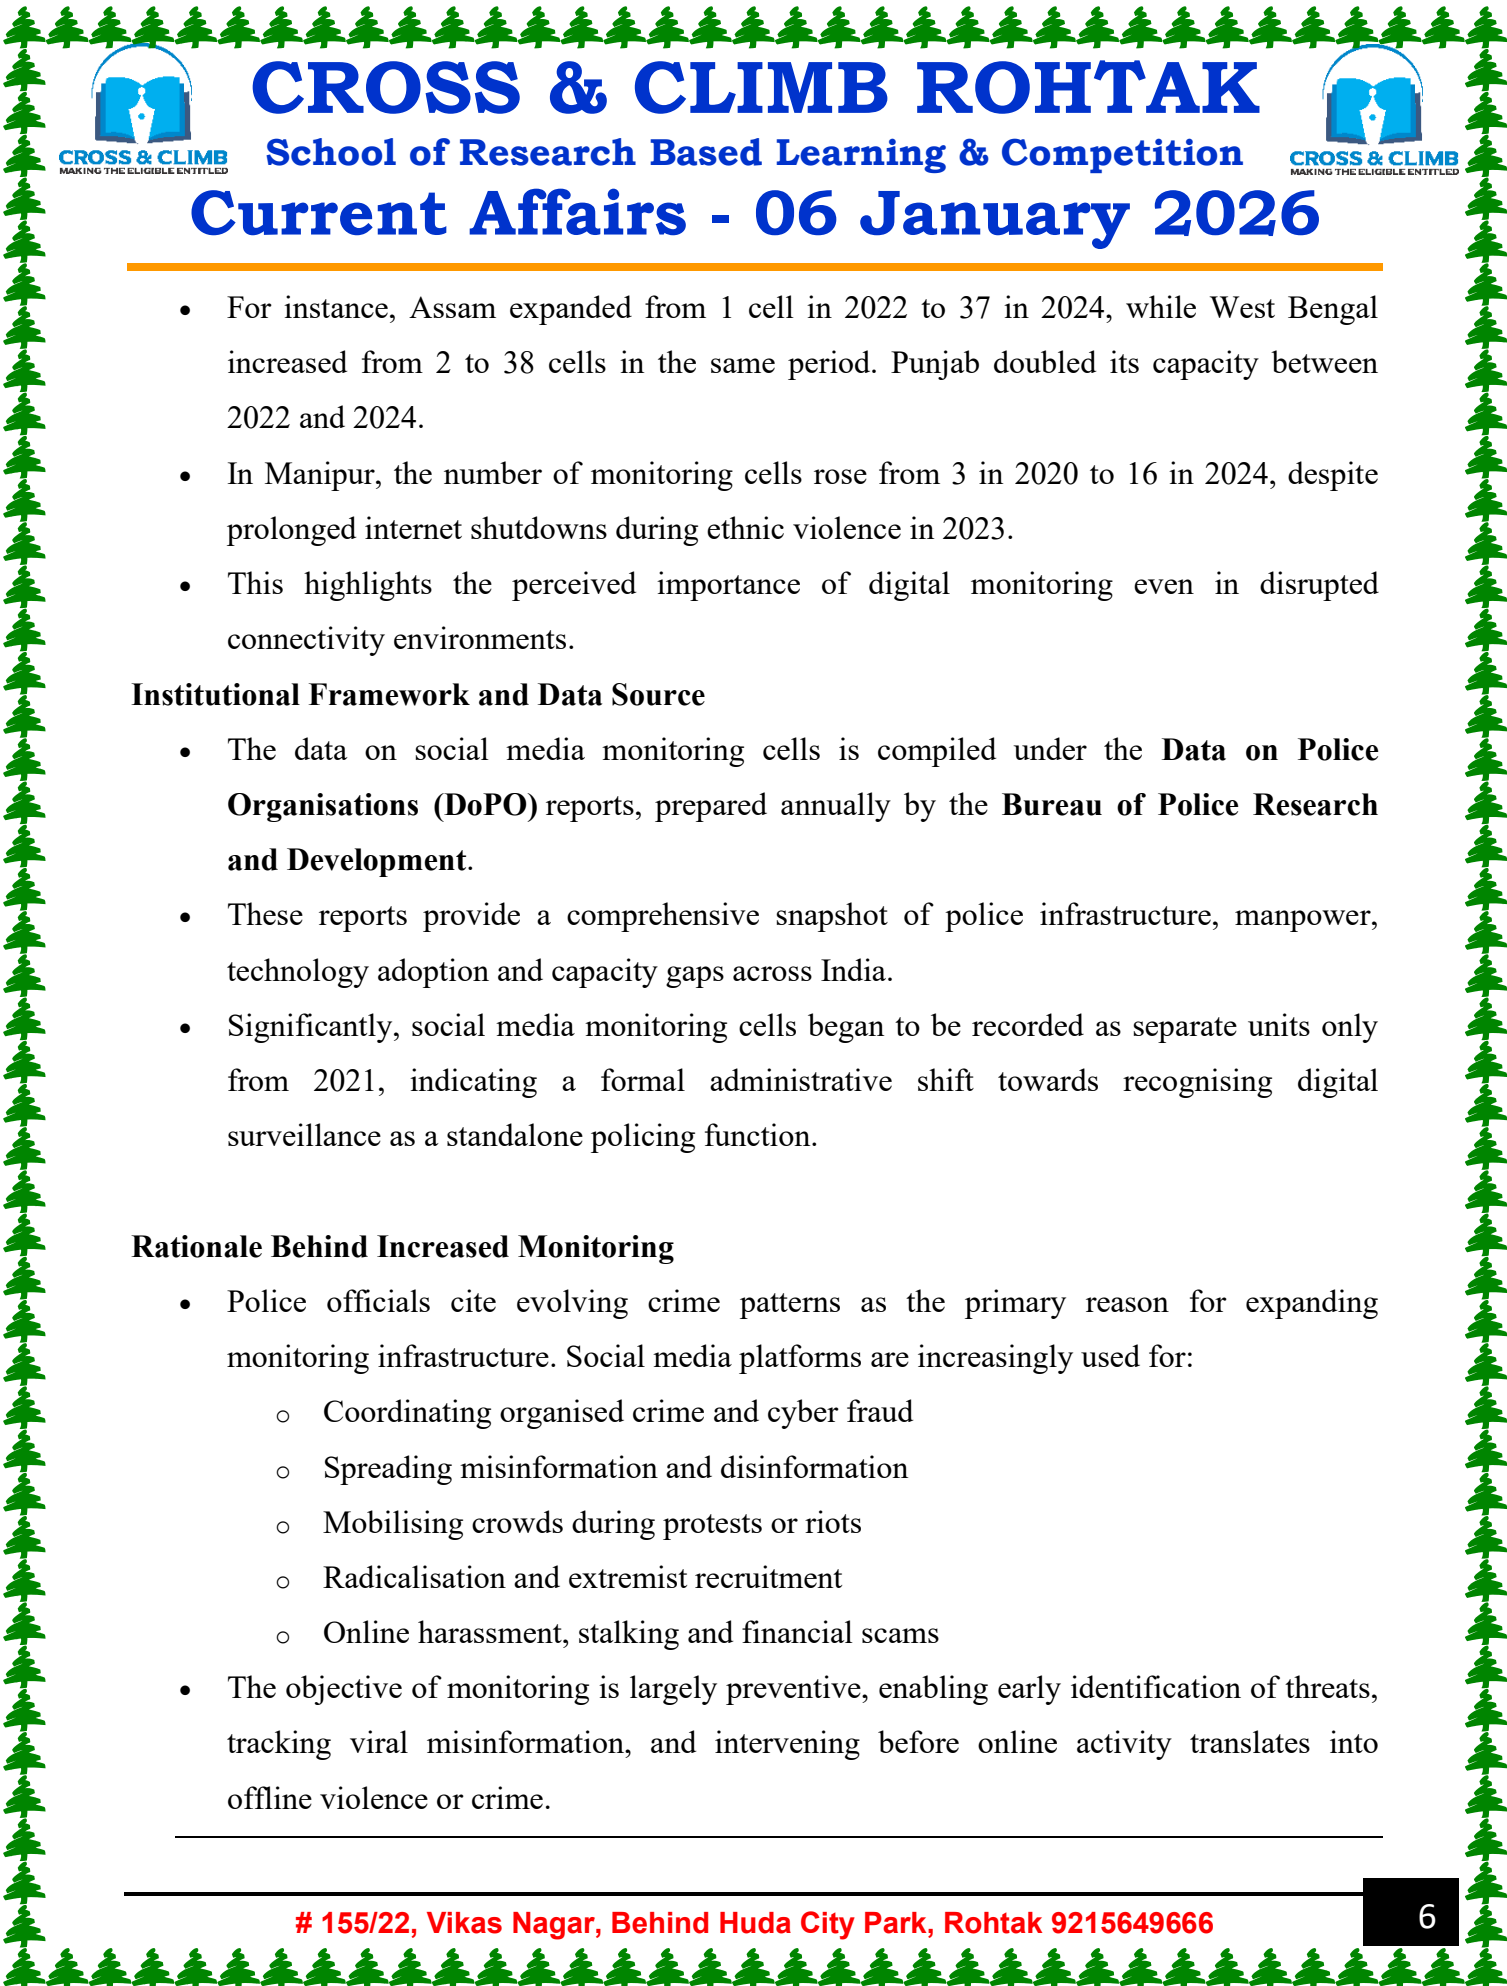 CROSS & CLIMB ROHTAK
School of Research Based Learning & Competition
CROSS & CLIMB
MAKING THE ELIGIBLE ENTITLED
CROSS & CLIMB
MAKING THE ELIGIBLE ENTITLED
Current Affairs - 06 January 2026
• For instance, Assam expanded from 1 cell in 2022 to 37 in 2024, while West Bengal
increased from 2 to 38 cells in the same period. Punjab doubled its capacity between
2022 and 2024.
• In Manipur, the number of monitoring cells rose from 3 in 2020 to 16 in 2024, despite
prolonged internet shutdowns during ethnic violence in 2023.
• This highlights the perceived importance of digital monitoring even in disrupted
connectivity environments.
Institutional Framework and Data Source
• The data on social media monitoring cells is compiled under the Data on Police
Organisations (DoPO) reports, prepared annually by the Bureau of Police Research
and Development.
• These reports provide a comprehensive snapshot of police infrastructure, manpower,
technology adoption and capacity gaps across India.
• Significantly, social media monitoring cells began to be recorded as separate units only
from 2021, indicating a formal administrative shift towards recognising digital
surveillance as a standalone policing function.
Rationale Behind Increased Monitoring
• Police officials cite evolving crime patterns as the primary reason for expanding
monitoring infrastructure. Social media platforms are increasingly used for:
o Coordinating organised crime and cyber fraud
o Spreading misinformation and disinformation
o Mobilising crowds during protests or riots
o Radicalisation and extremist recruitment
o Online harassment, stalking and financial scams
• The objective of monitoring is largely preventive, enabling early identification of threats,
tracking viral misinformation, and intervening before online activity translates into
offline violence or crime.
# 155/22, Vikas Nagar, Behind Huda City Park, Rohtak 9215649666
6